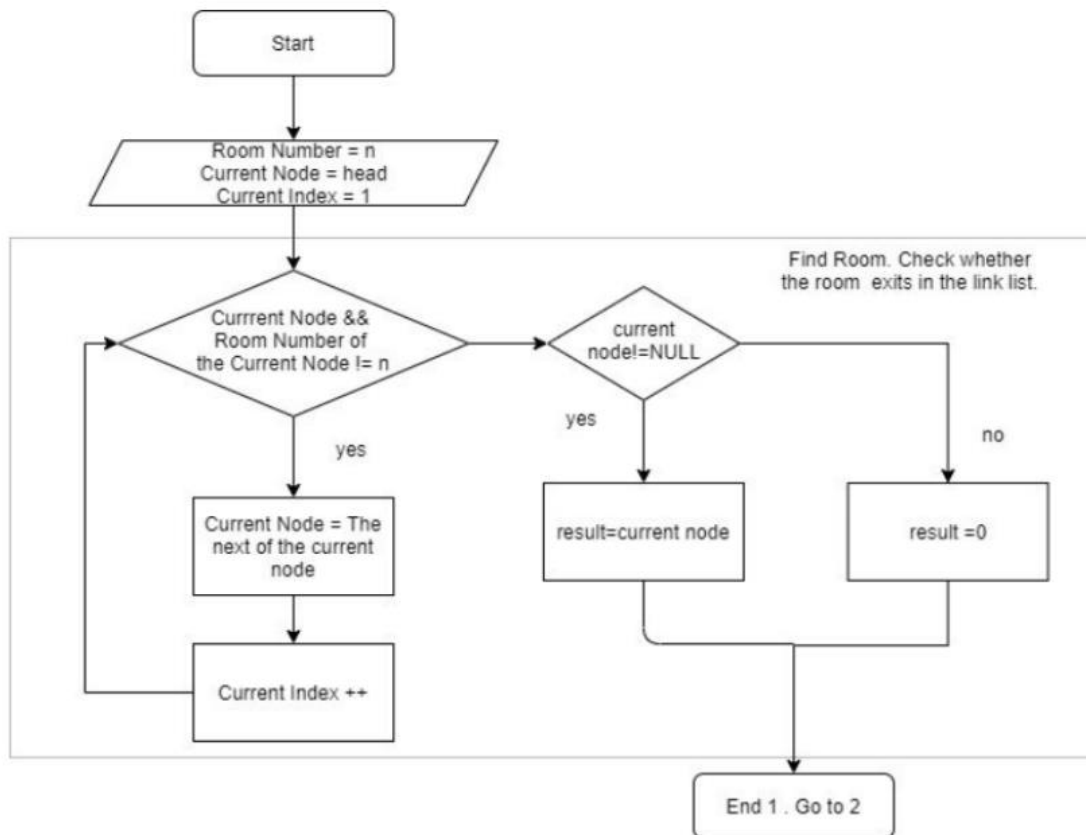 Start
Room Number = n
Current Node = head
Current Index = 1
Find Room. Check whether
the room exits in the link list.
Currrent Node &&
Room Number of
the Current Node != n
current
node!=NULL
yes
yes
no
Current Node = The
next of the current
node
result=current node
result =0
Current Index ++
End 1 . Go to 2